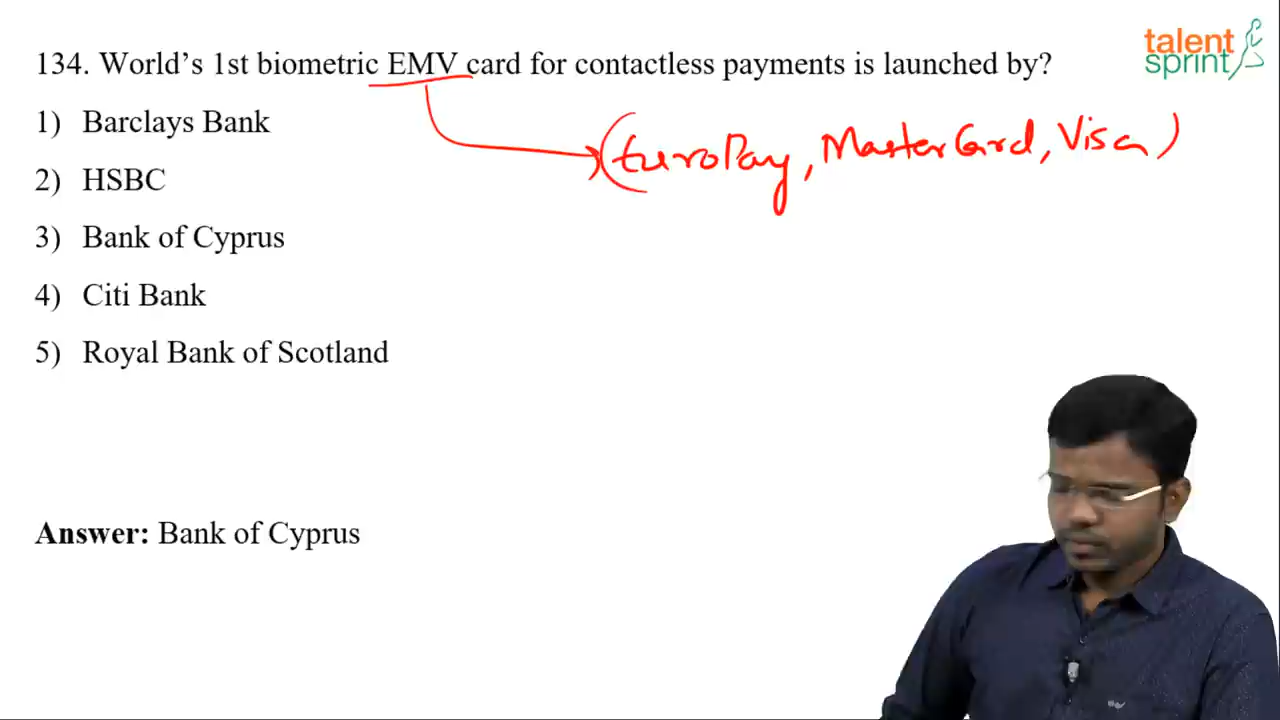 talent
sprint
134. World's 1st biometric EMV card for contactless payments is launched by?
(EuroPay, MasterCard, Visa)
1) Barclays Bank
2) HSBC
3) Bank of Cyprus
4) Citi Bank
5) Royal Bank of Scotland
Answer: Bank of Cyprus